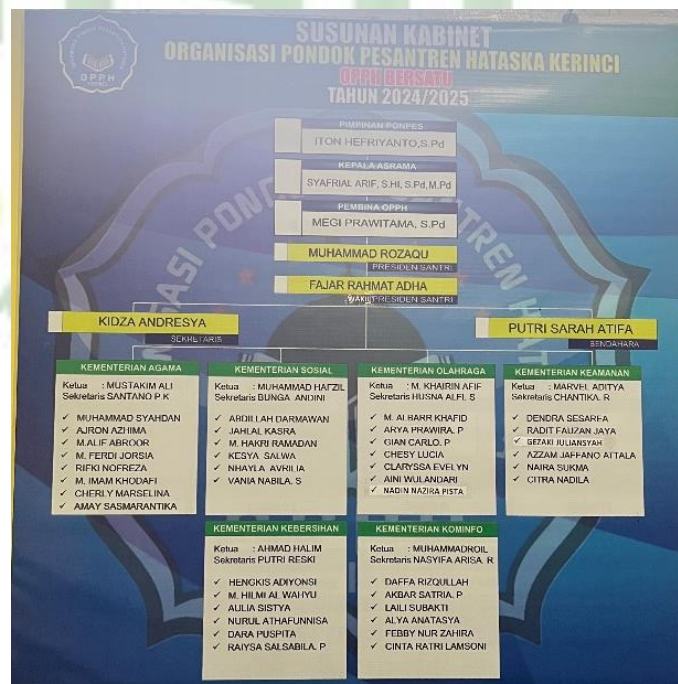 SUSUNAN KABINET
ORGANISASI PONDOK PESANTREN HATASKA KERINCI
OPPH BERSATU
TAHUN 2024/2025
OPPH
PIMPINAN PONPES
ITON HEFRIYANTO,S.Pd
KEPALA ASRAMA
SYAFRIAL ARIF, S.HI, S.Pd,M.Pd
PEMBINA OPPH
MEGI PRAWITAMA, S.Pd
MUHAMMAD ROZAQU
PRESIDEN SANTRI
FAJAR RAHMAT ADHA
WAKIL PRESIDEN SANTRI
KIDZA ANDRESYA
SEKRETARIS
PUTRI SARAH ATIFA
BENDAHARA
KEMENTERIAN AGAMA
Ketua : MUSTAKIM ALI
Sekretaris SANTANO P K
✓ MUHAMMAD SYAHDAN
✓ AJRON AZHIMA
✓ M.ALIF ABROOR
✓ M. FERDI JORSIA
✓ RIFKI NOFREZA
✓ M. IMAM KHODAFI
✓ CHERLY MARSELINA
✓ AMAY SASMARANTIKA
KEMENTERIAN SOSIAL
Ketua : MUHAMMAD HAFZIL
Sekretaris BUNGA ANDINI
✓ ABDILLAH DARMAWAN
✓ JAHLAL KASRA
✓ M. HAKRI RAMADAN
✓ KESYA SALWA
✓ NHAYLA AVRILIA
✓ VANIA NABILA. S
KEMENTERIAN OLAHRAGA
Ketua : M. KHAIRIN AFIF
Sekretaris HUSNA ALFI. S
✓ M. ALBARR KHAFID
✓ ARYA PRAWIRA. P
✓ GIAN CARLO. P
✓ CHESY LUCIA
✓ CLARYSSA EVELYN
✓ AINI WULANDARI
✓ NADIN NAZIRA PISTA
KEMENTERIAN KEAMANAN
Ketua : MARVEL ADITYA
Sekretaris CHANTIKA. R
✓ DENDRA SESAREA
✓ RADIT FAUZAN JAYA
✓ GEZAKI JULIANSYAH
✓ AZZAM JAFFANO ATTALA
✓ NAIRA SUKMA
✓ CITRA NADILA
KEMENTERIAN KEBERSIHAN
Ketua : AHMAD HALIM
Sekretaris PUTRI RESKI
✓ HENGKIS ADIYONSI
✓ M. HILMI AL WAHYU
✓ AULIA SISTYA
✓ NURUL ATHAFUNNISA
✓ DARA PUSPITA
✓ RAIYSA SALSABILA. P
KEMENTERIAN KOMINFO
Ketua : MUHAMMADROIL
Sekretaris NASYIFA ARISA. R
✓ DAFFA RIZQULLAH
✓ AKBAR SATRIA. P
✓ LAILI SUBAKTI
✓ ALYA ANATASYA
✓ FEBBY NUR ZAHIRA
✓ CINTA RATRI LAMSONI